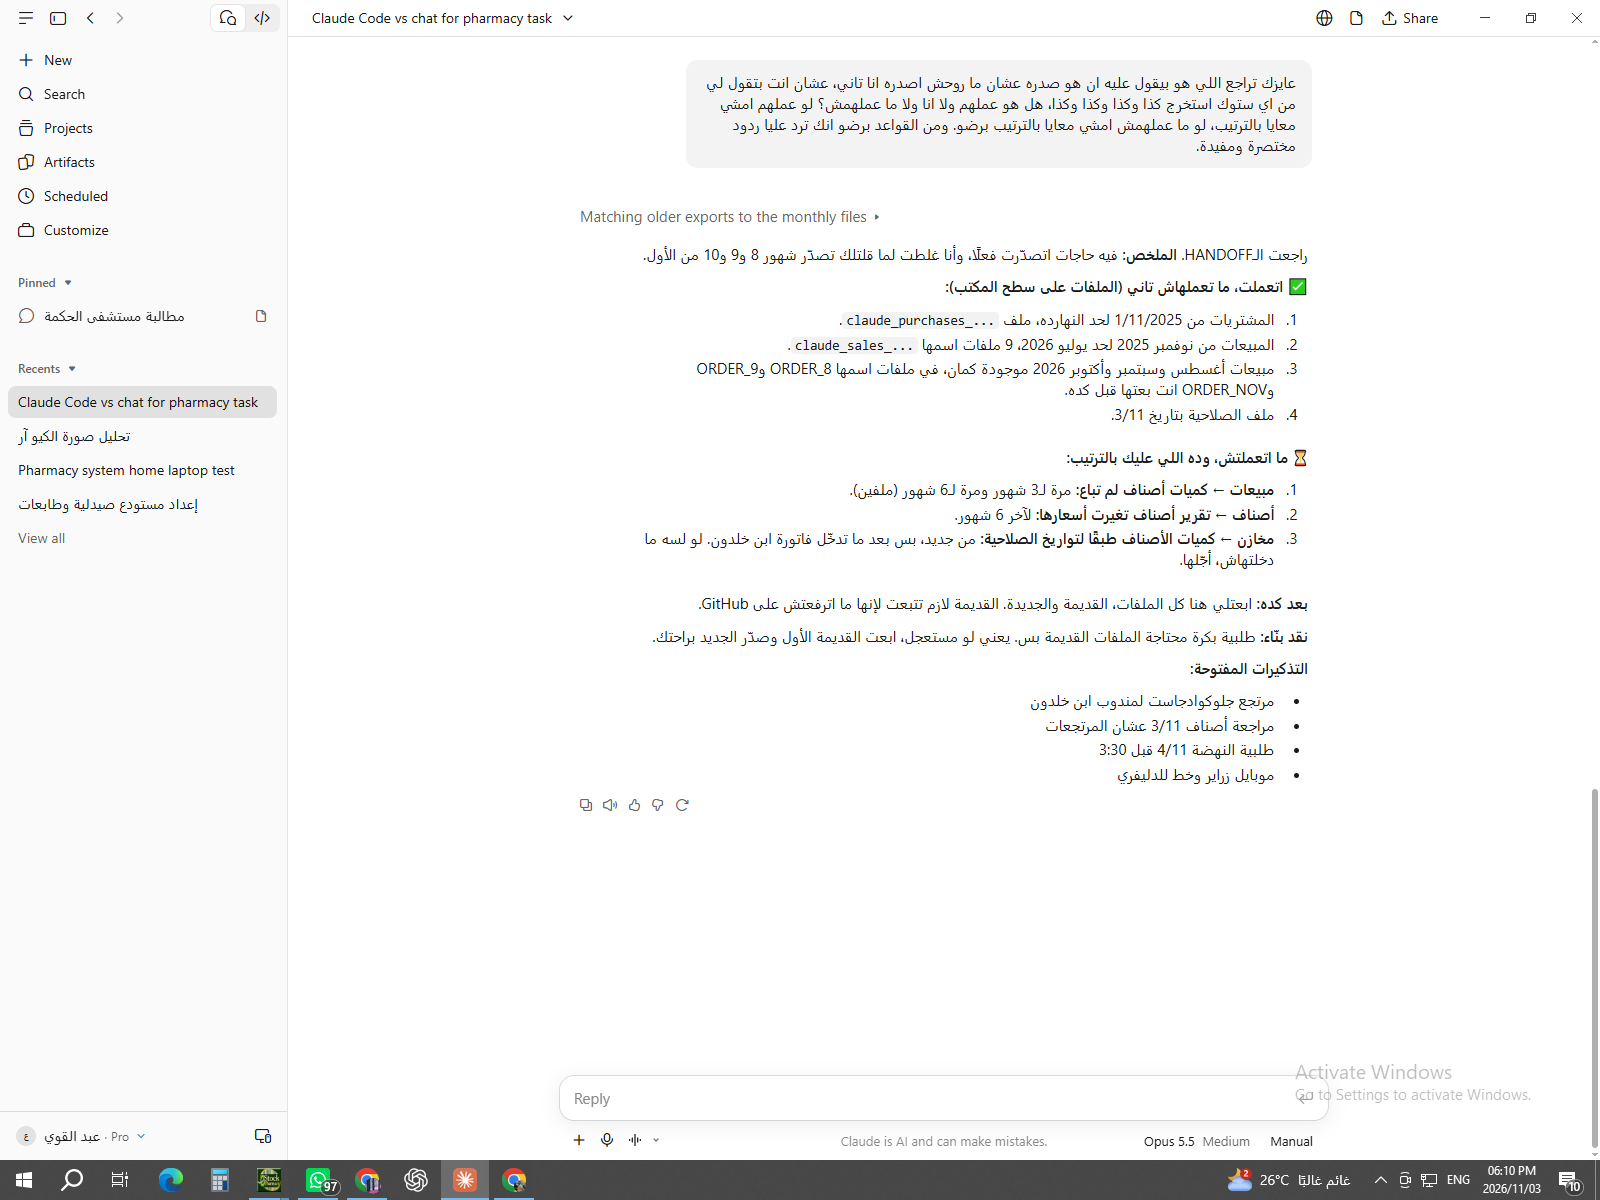 Claude Code vs chat for pharmacy task
Share
New
Search
Projects
Artifacts
Scheduled
Customize
Pinned
مطالبة مستشفى الحكمة
Recents
Claude Code vs chat for pharmacy task
تحليل صورة الكيو آر
Pharmacy system home laptop test
إعداد مستودع صيدلية وطابعات
View all
عايزك تراجع اللي هو بيقول عليه ان هو صدره عشان ما روحش اصدره انا تاني، عشان انت بتقول لي
من اي ستوك استخرج كذا وكذا وكذا وكذا، هل هو عملهم ولا انا ولا ما عملهمش؟ لو عملهم امشي
معايا بالترتيب، لو ما عملهمش امشي معايا بالترتيب برضو. ومن القواعد برضو انك ترد عليا ردود
مختصرة ومفيدة.
Matching older exports to the monthly files
راجعت الـHANDOFF. الملخص: فيه حاجات اتصدّرت فعلًا، وأنا غلطت لما قلتلك تصدّر شهور 8 و9 و10 من الأول.
✅ اتعملت، ما تعملهاش تاني (الملفات على سطح المكتب):
1. المشتريات من 1/11/2025 لحد النهارده، ملف claude_purchases_... .
2. المبيعات من نوفمبر 2025 لحد يوليو 2026، 9 ملفات اسمها claude_sales_... .
3. مبيعات أغسطس وسبتمبر وأكتوبر 2026 موجودة كمان، في ملفات اسمها ORDER_8 وORDER_9
وORDER_NOV انت بعتها قبل كده.
4. ملف الصلاحية بتاريخ 3/11.
⏳ ما اتعملتش، وده اللي عليك بالترتيب:
1. مبيعات ← كميات أصناف لم تباع: مرة لـ3 شهور ومرة لـ6 شهور (ملفين).
2. أصناف ← تقرير أصناف تغيرت أسعارها: لآخر 6 شهور.
3. مخازن ← كميات الأصناف طبقًا لتواريخ الصلاحية: من جديد، بس بعد ما تدخّل فاتورة ابن خلدون. لو لسه ما
دخلتهاش، أجّلها.
بعد كده: ابعتلي هنا كل الملفات، القديمة والجديدة. القديمة لازم تتبعت لإنها ما اترفعتش على GitHub.
نقد بنّاء: طلبية بكرة محتاجة الملفات القديمة بس. يعني لو مستعجل، ابعت القديمة الأول وصدّر الجديد براحتك.
التذكيرات المفتوحة:
• مرتجع جلوكوادجاست لمندوب ابن خلدون
• مراجعة أصناف 3/11 عشان المرتجعات
• طلبية النهضة 4/11 قبل 3:30
• موبايل زراير وخط للدليفري
Reply
Activate Windows
Go to Settings to activate Windows.
Claude is AI and can make mistakes.
Opus 5.5 Medium
Manual
ع
عبد القوي · Pro
97
2
26°C غائم غالبًا
ENG
06:10 PM
2026/11/03
10